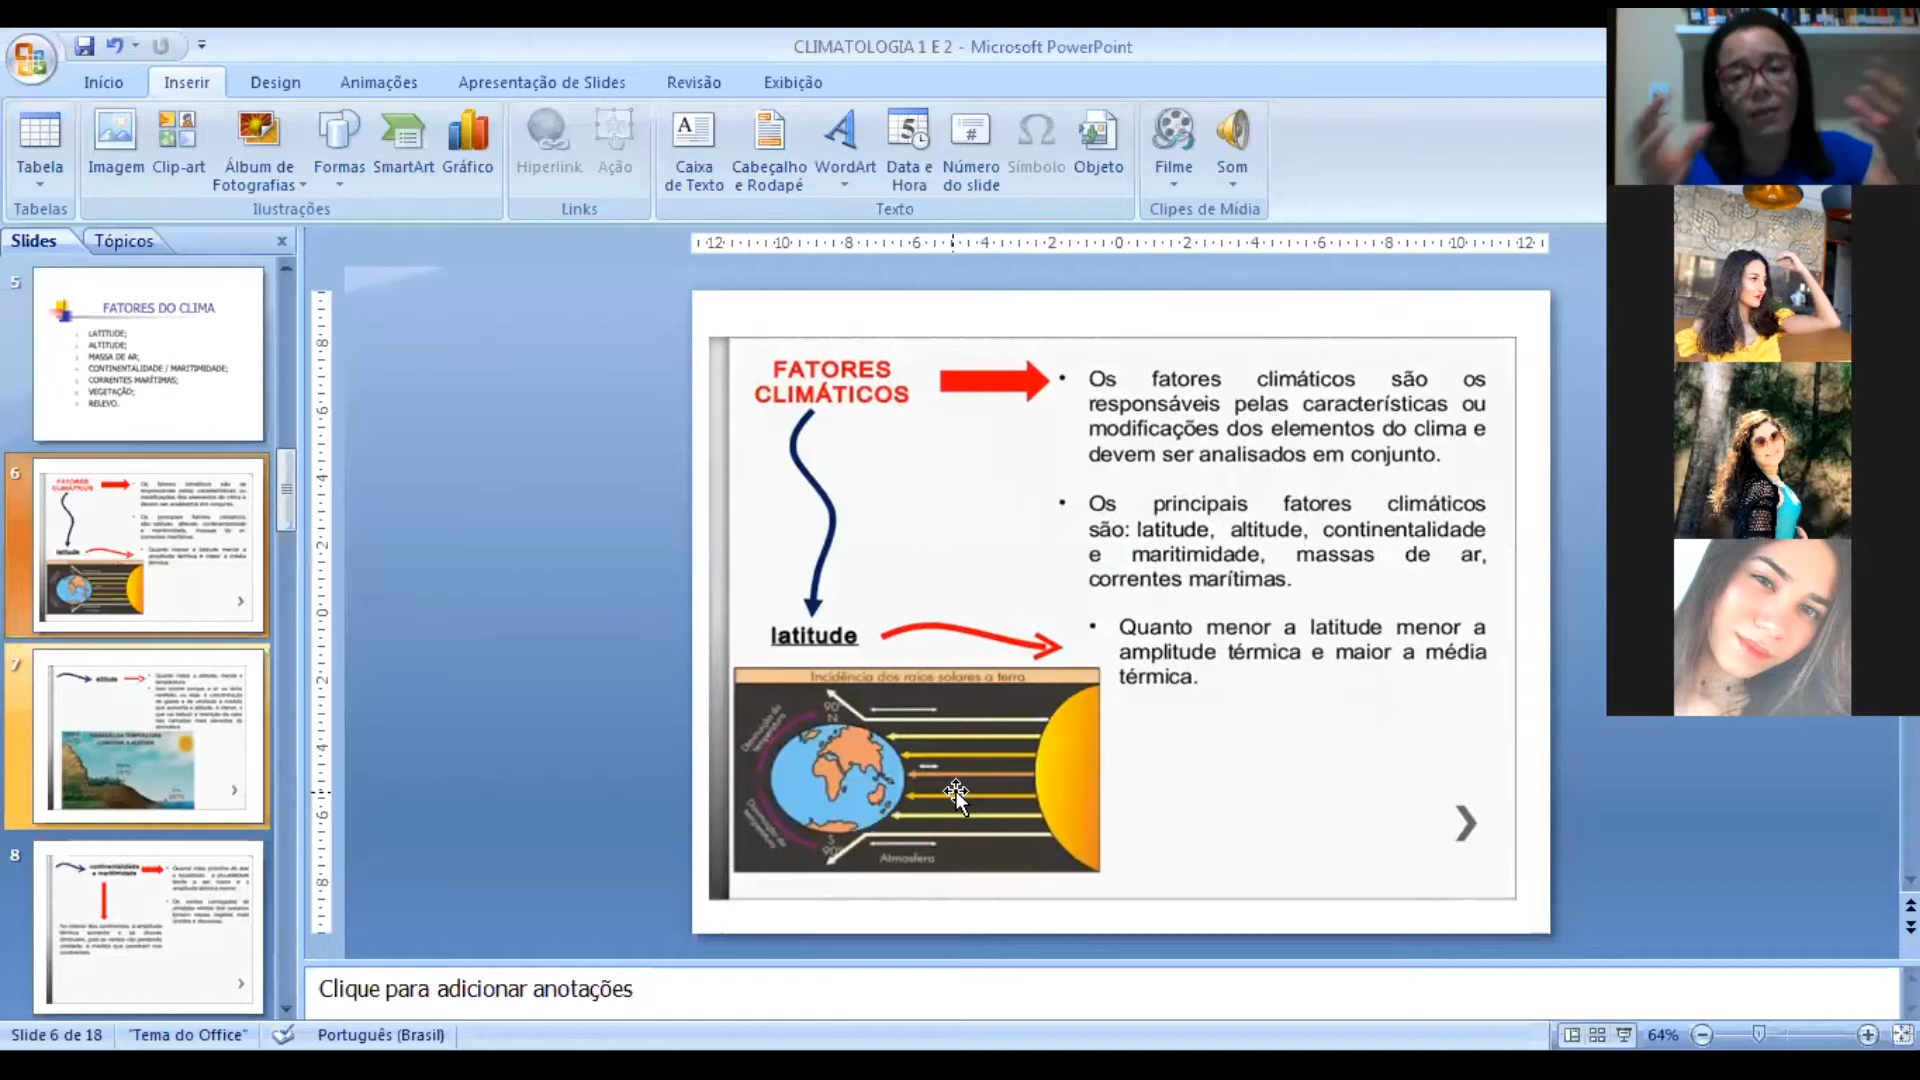 CLIMATOLOGIA 1 E 2 - Microsoft PowerPoint
Início Inserir Design Animações Apresentação de Slides Revisão Exibição
Tabela
Imagem
Clip-art
Álbum de
Fotografias
Formas
SmartArt
Gráfico
Hiperlink
Ação
Caixa
de Texto
Cabeçalho
e Rodapé
WordArt
Data e
Hora
Número
do slide
Símbolo
Objeto
Filme
Som
Tabelas
Ilustrações
Links
Texto
Clipes de Mídia
Slides
Tópicos
5
FATORES DO CLIMA
LATITUDE;
ALTITUDE;
MASSA DE AR;
CONTINENTALIDADE / MARITIMIDADE;
CORRENTES MARÍTIMAS;
VEGETAÇÃO;
RELEVO.
6
7
8
FATORES
CLIMÁTICOS
• Os fatores climáticos são os
responsáveis pelas características ou
modificações dos elementos do clima e
devem ser analisados em conjunto.
• Os principais fatores climáticos
são: latitude, altitude, continentalidade
e maritimidade, massas de ar,
correntes marítimas.
latitude
• Quanto menor a latitude menor a
amplitude térmica e maior a média
térmica.
Incidência dos raios solares a terra
90°
N
S
90°
Atmosfera
Clique para adicionar anotações
Slide 6 de 18
"Tema do Office"
Português (Brasil)
64%